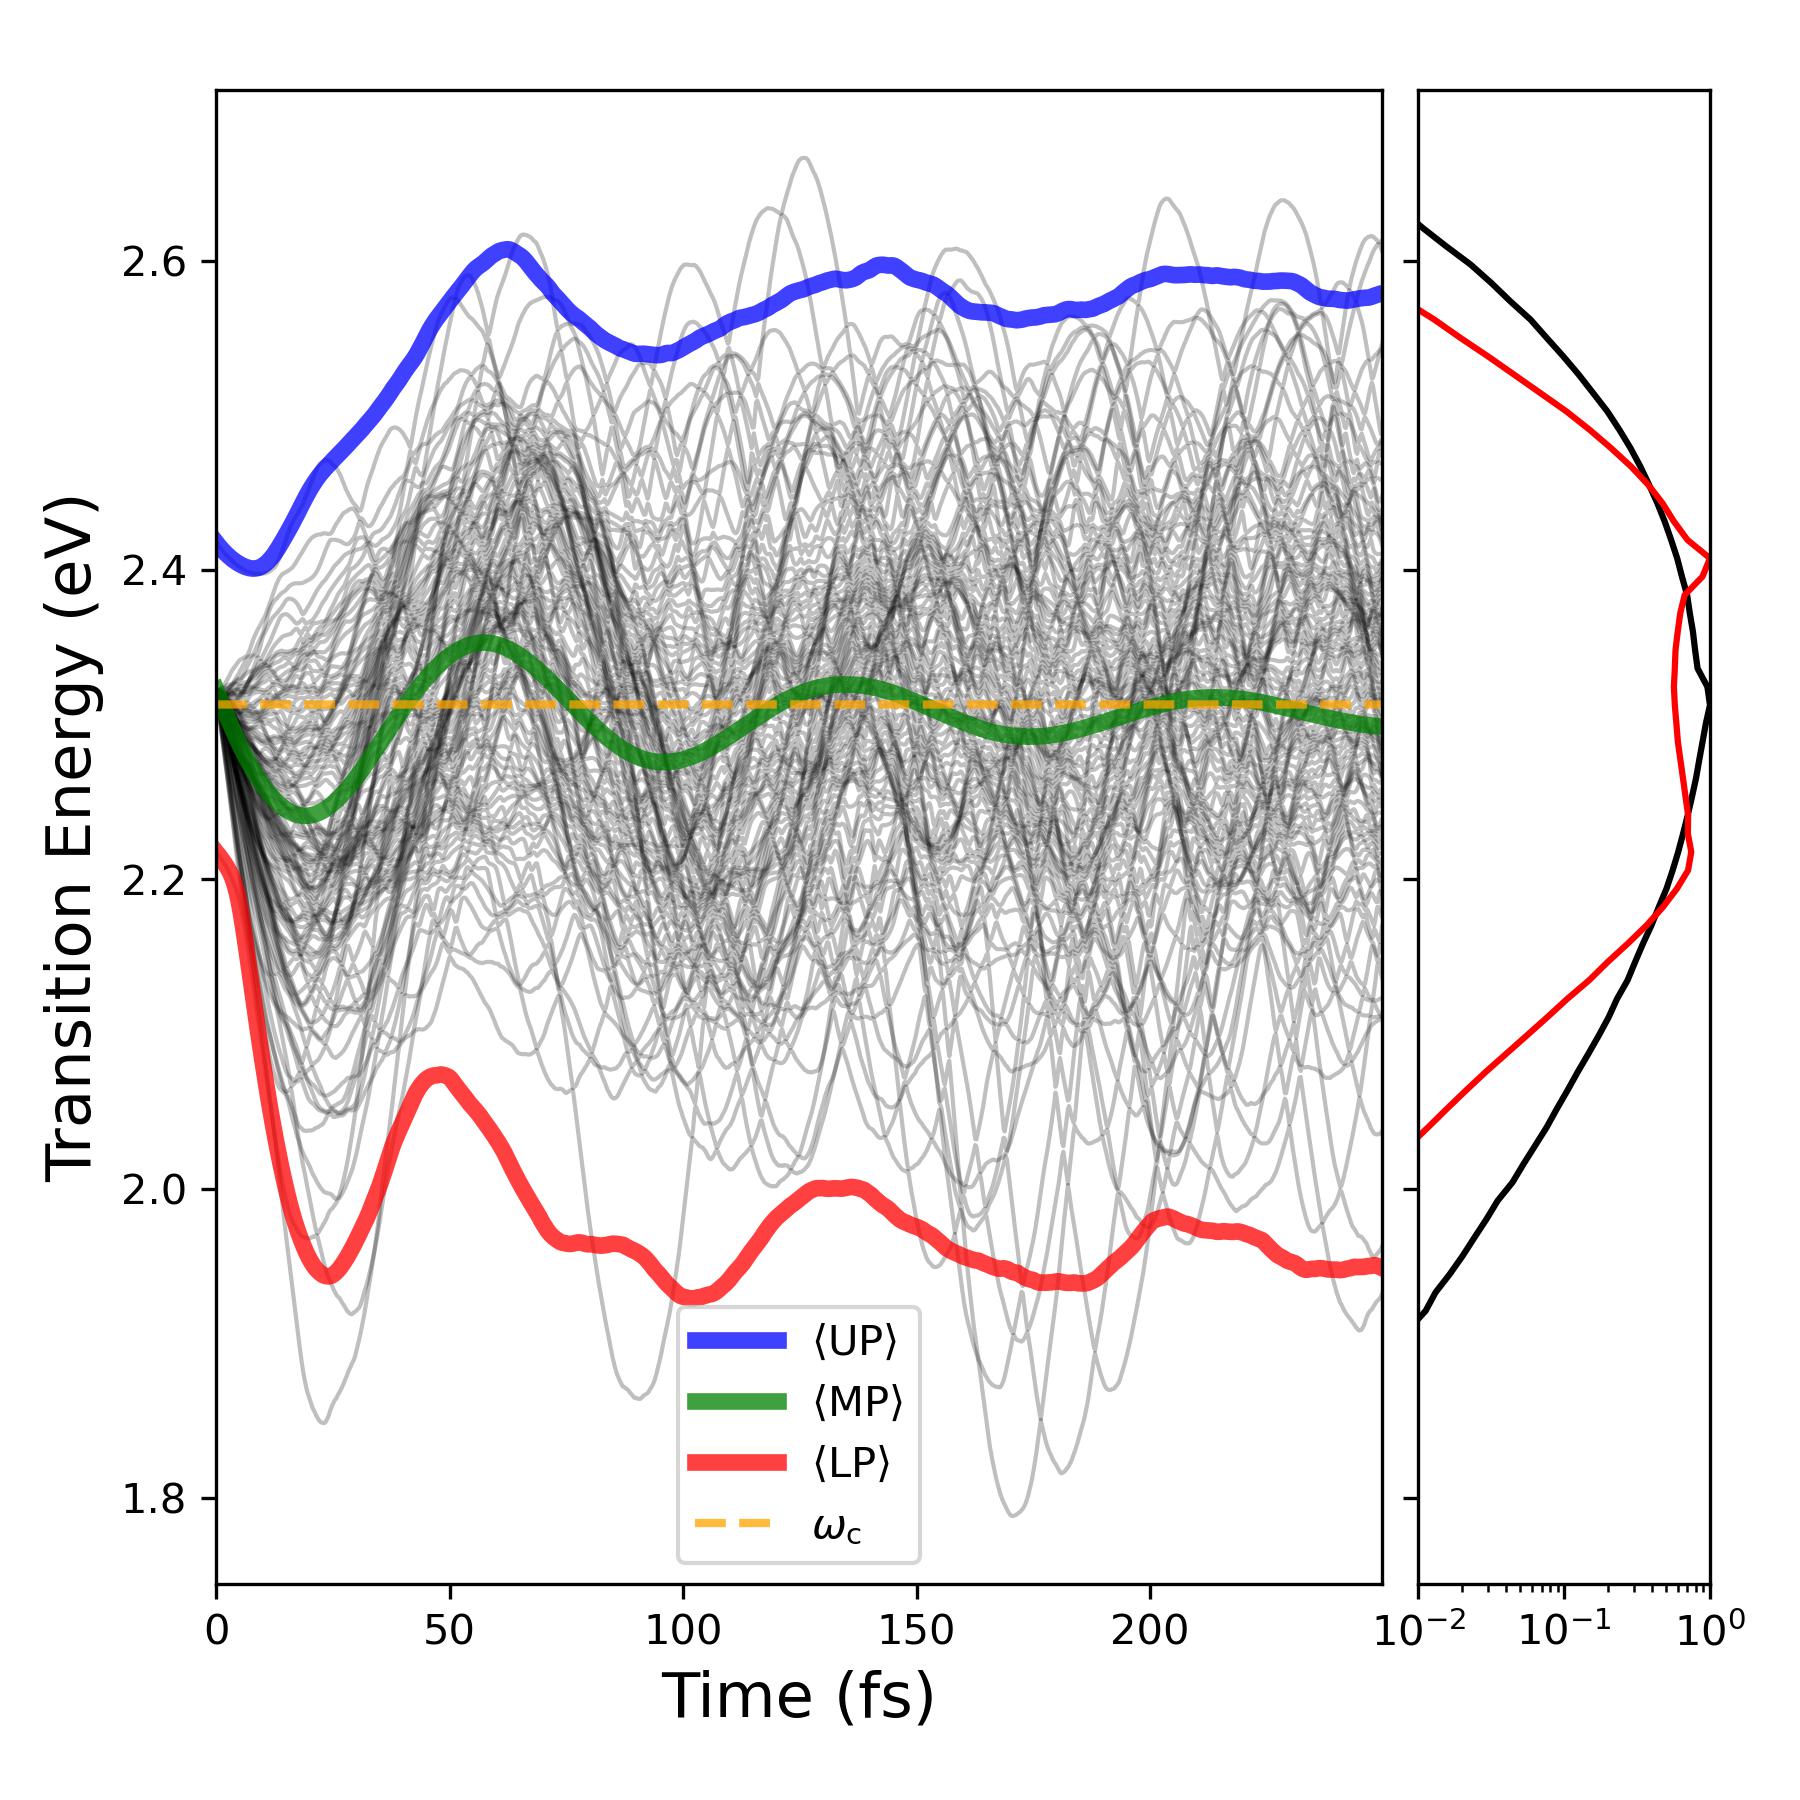 Transition Energy (eV)
2.6
2.4
2.2
2.0
1.8
⟨UP⟩
⟨MP⟩
⟨LP⟩
ω_c
0 50 100 150 200
Time (fs)
10⁻² 10⁻¹ 10⁰